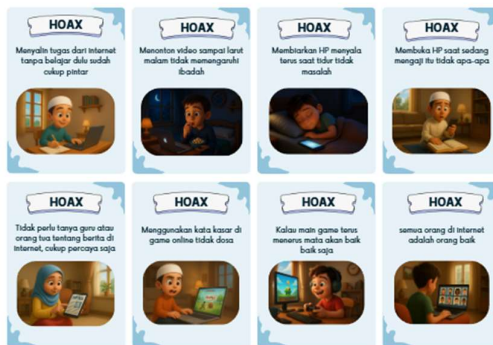 HOAX
Menyalin tugas dari internet
tanpa belajar dulu sudah
cukup pintar
HOAX
Menonton video sampai larut
malam tidak memengaruhi
ibadah
HOAX
Membiarkan HP menyala
terus saat tidur tidak
masalah
HOAX
Membuka HP saat sedang
mengaji itu tidak apa-apa
HOAX
Tidak perlu tanya guru atau
orang tua tentang berita di
internet, cukup percaya saja
HOAX
Menggunakan kata kasar di
game online tidak dosa
HOAX
Kalau main game terus
menerus mata akan baik
baik saja
HOAX
semua orang di internet
adalah orang baik